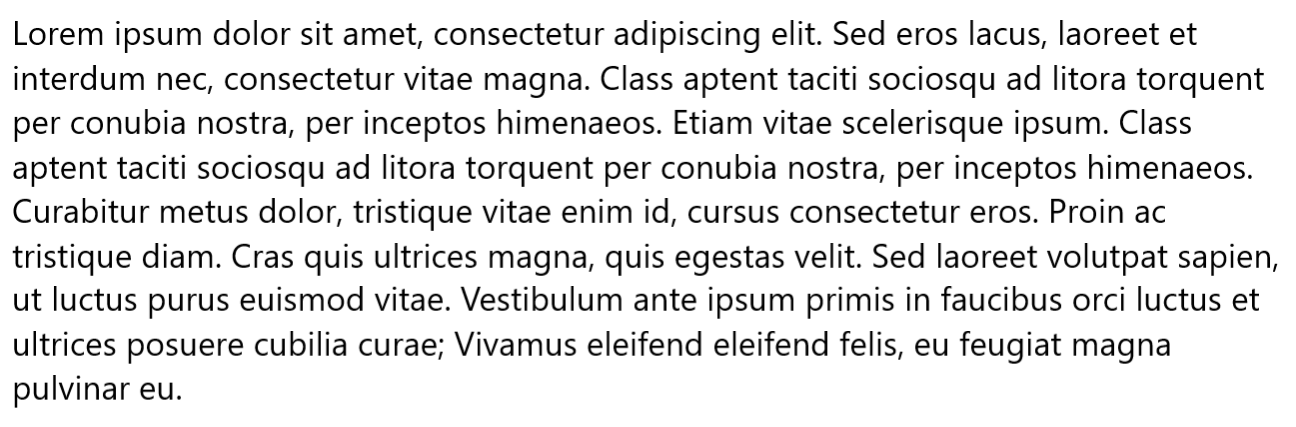 Lorem ipsum dolor sit amet, consectetur adipiscing elit. Sed eros lacus, laoreet et
interdum nec, consectetur vitae magna. Class aptent taciti sociosqu ad litora torquent
per conubia nostra, per inceptos himenaeos. Etiam vitae scelerisque ipsum. Class
aptent taciti sociosqu ad litora torquent per conubia nostra, per inceptos himenaeos.
Curabitur metus dolor, tristique vitae enim id, cursus consectetur eros. Proin ac
tristique diam. Cras quis ultrices magna, quis egestas velit. Sed laoreet volutpat sapien,
ut luctus purus euismod vitae. Vestibulum ante ipsum primis in faucibus orci luctus et
ultrices posuere cubilia curae; Vivamus eleifend eleifend felis, eu feugiat magna
pulvinar eu.